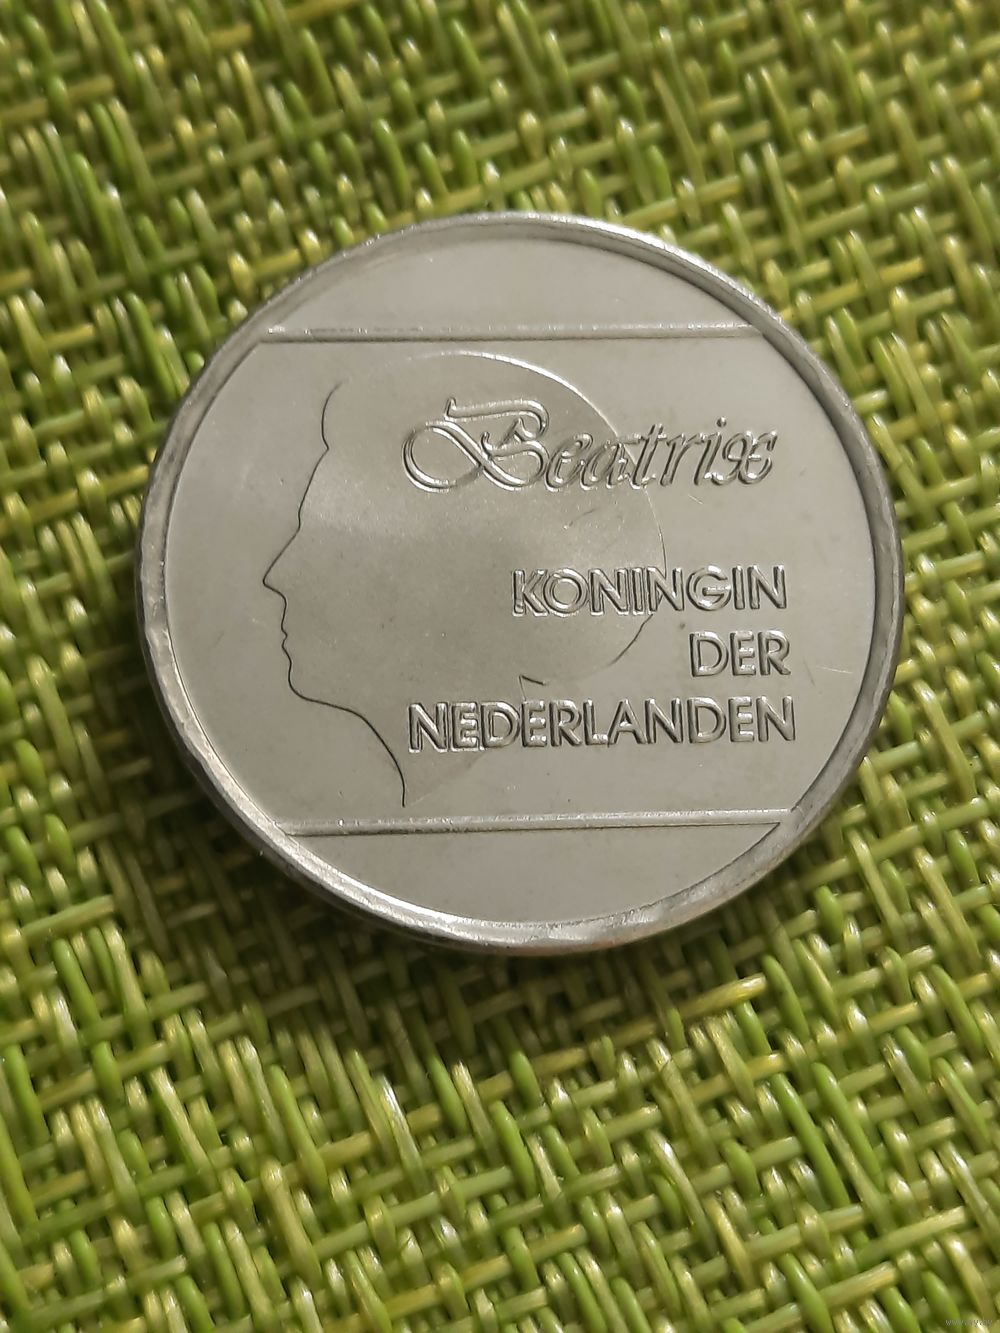 Beatrix
KONINGIN
DER
NEDERLANDEN